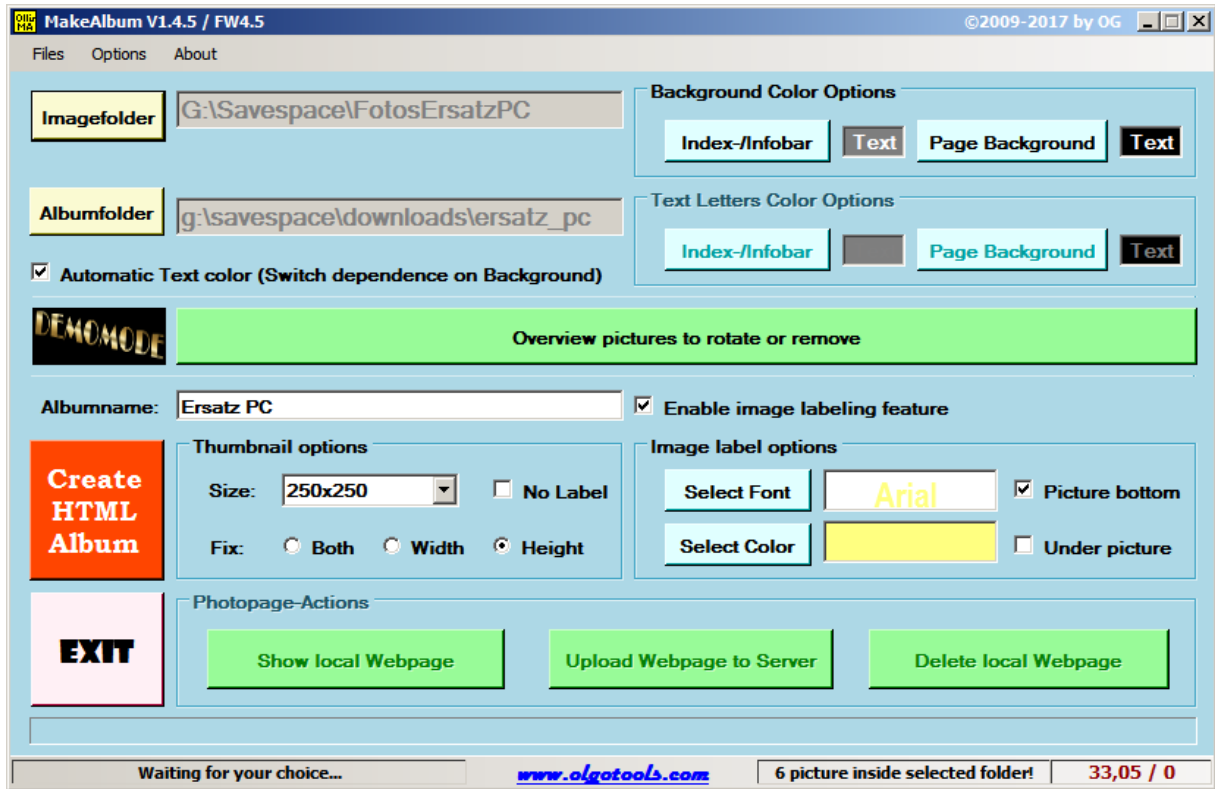 Olli MA MakeAlbum V1.4.5 / FW4.5 ©2009-2017 by OG
Files Options About
Imagefolder G:\Savespace\FotosErsatzPC
Background Color Options
Index-/Infobar Text Page Background Text
Albumfolder g:\savespace\downloads\ersatz_pc
Text Letters Color Options
Index-/Infobar Page Background Text
Automatic Text color (Switch dependence on Background)
DEMOMODE Overview pictures to rotate or remove
Albumname: Ersatz PC Enable image labeling feature
Create
HTML
Album
Thumbnail options
Size: 250x250 No Label
Fix: Both Width Height
Image label options
Select Font Arial Picture bottom
Select Color Under picture
EXIT
Photopage-Actions
Show local Webpage Upload Webpage to Server Delete local Webpage
Waiting for your choice... www.olgotools.com 6 picture inside selected folder! 33,05 / 0